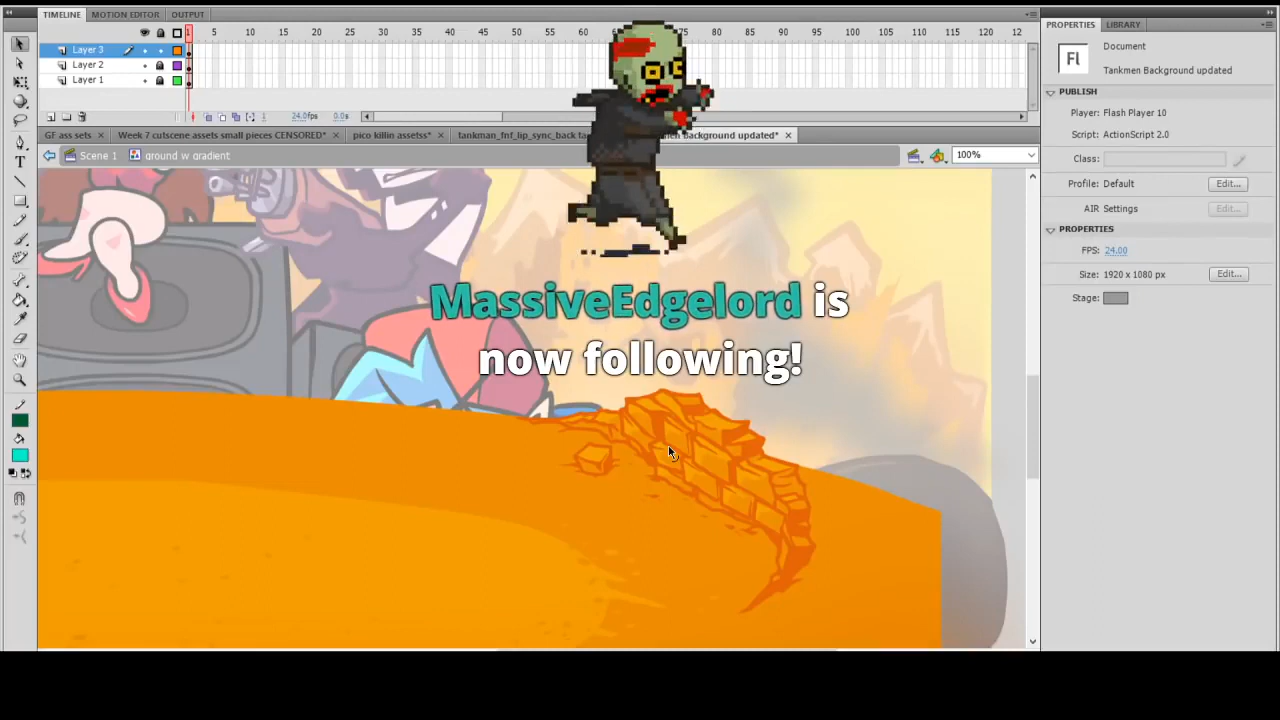 TIMELINE MOTION EDITOR OUTPUT
1 5 10 15 20 25 30 35 40 45 50 55 60 75 80 85 90 95 100 105 110 115 120 12
Layer 3
Layer 2
Layer 1
1 24.0fps 0.0s
GF ass sets × Week 7 cutscene assets small pieces CENSORED* × pico killin assetss* × tankman_fnf_lip_sync_back background updated* ×
Scene 1 ground w gradient 100%
MassiveEdgelord is
now following!
PROPERTIES LIBRARY
Fl
Document
Tankmen Background updated
PUBLISH
Player: Flash Player 10
Script: ActionScript 2.0
Class:
Profile: Default Edit...
AIR Settings Edit...
PROPERTIES
FPS: 24.00
Size: 1920 x 1080 px Edit...
Stage: